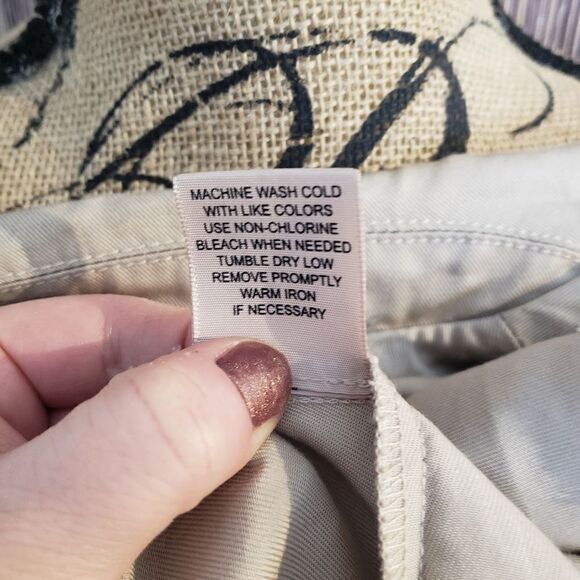 MACHINE WASH COLD
WITH LIKE COLORS
USE NON-CHLORINE
BLEACH WHEN NEEDED
TUMBLE DRY LOW
REMOVE PROMPTLY
WARM IRON
IF NECESSARY